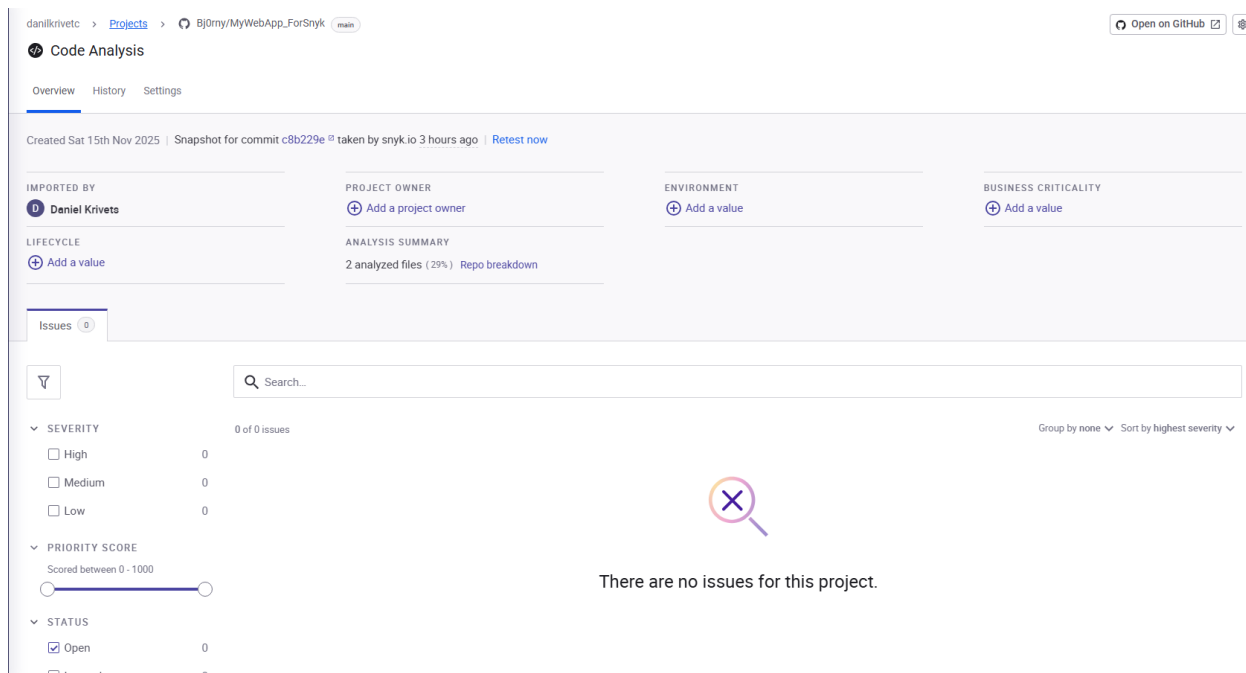 danilkrivetc > Projects > Bj0rny/MyWebApp_ForSnyk main
Open on GitHub
Code Analysis
Overview History Settings
Created Sat 15th Nov 2025 | Snapshot for commit c8b229e taken by snyk.io 3 hours ago | Retest now
IMPORTED BY PROJECT OWNER ENVIRONMENT BUSINESS CRITICALITY
D Daniel Krivets Add a project owner Add a value Add a value
LIFECYCLE ANALYSIS SUMMARY
Add a value 2 analyzed files (29%) Repo breakdown
Issues 0
Search...
SEVERITY 0 of 0 issues Group by none Sort by highest severity
High 0
Medium 0
Low 0
PRIORITY SCORE
Scored between 0 - 1000
There are no issues for this project.
STATUS
Open 0